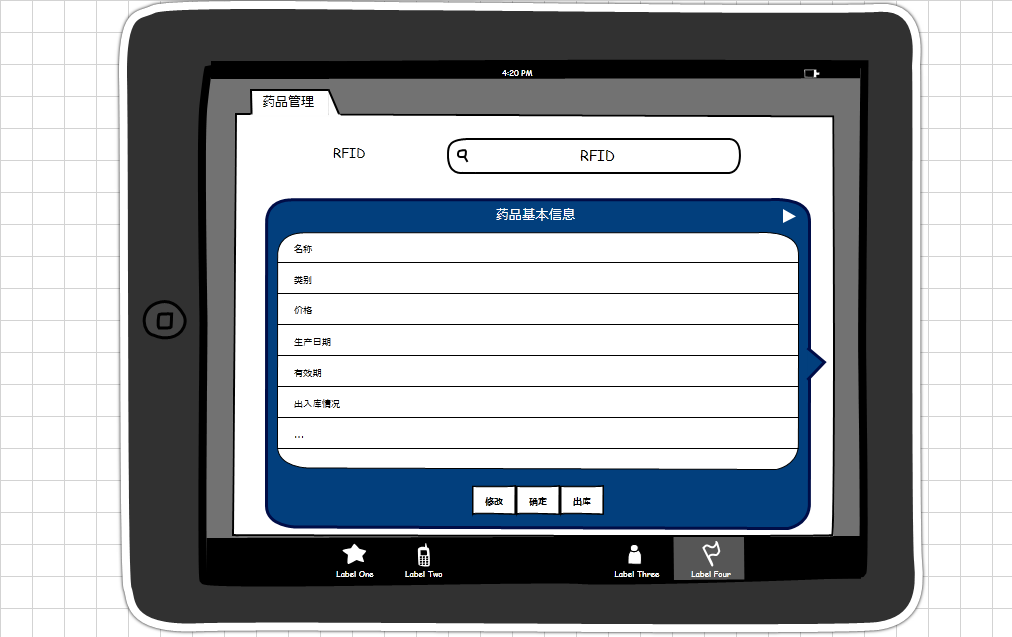 4:20 PM
药品管理
RFID
RFID
药品基本信息
名称
类别
价格
生产日期
有效期
出入库情况
...
修改 确定 出库
Label One Label Two Label Three Label Four